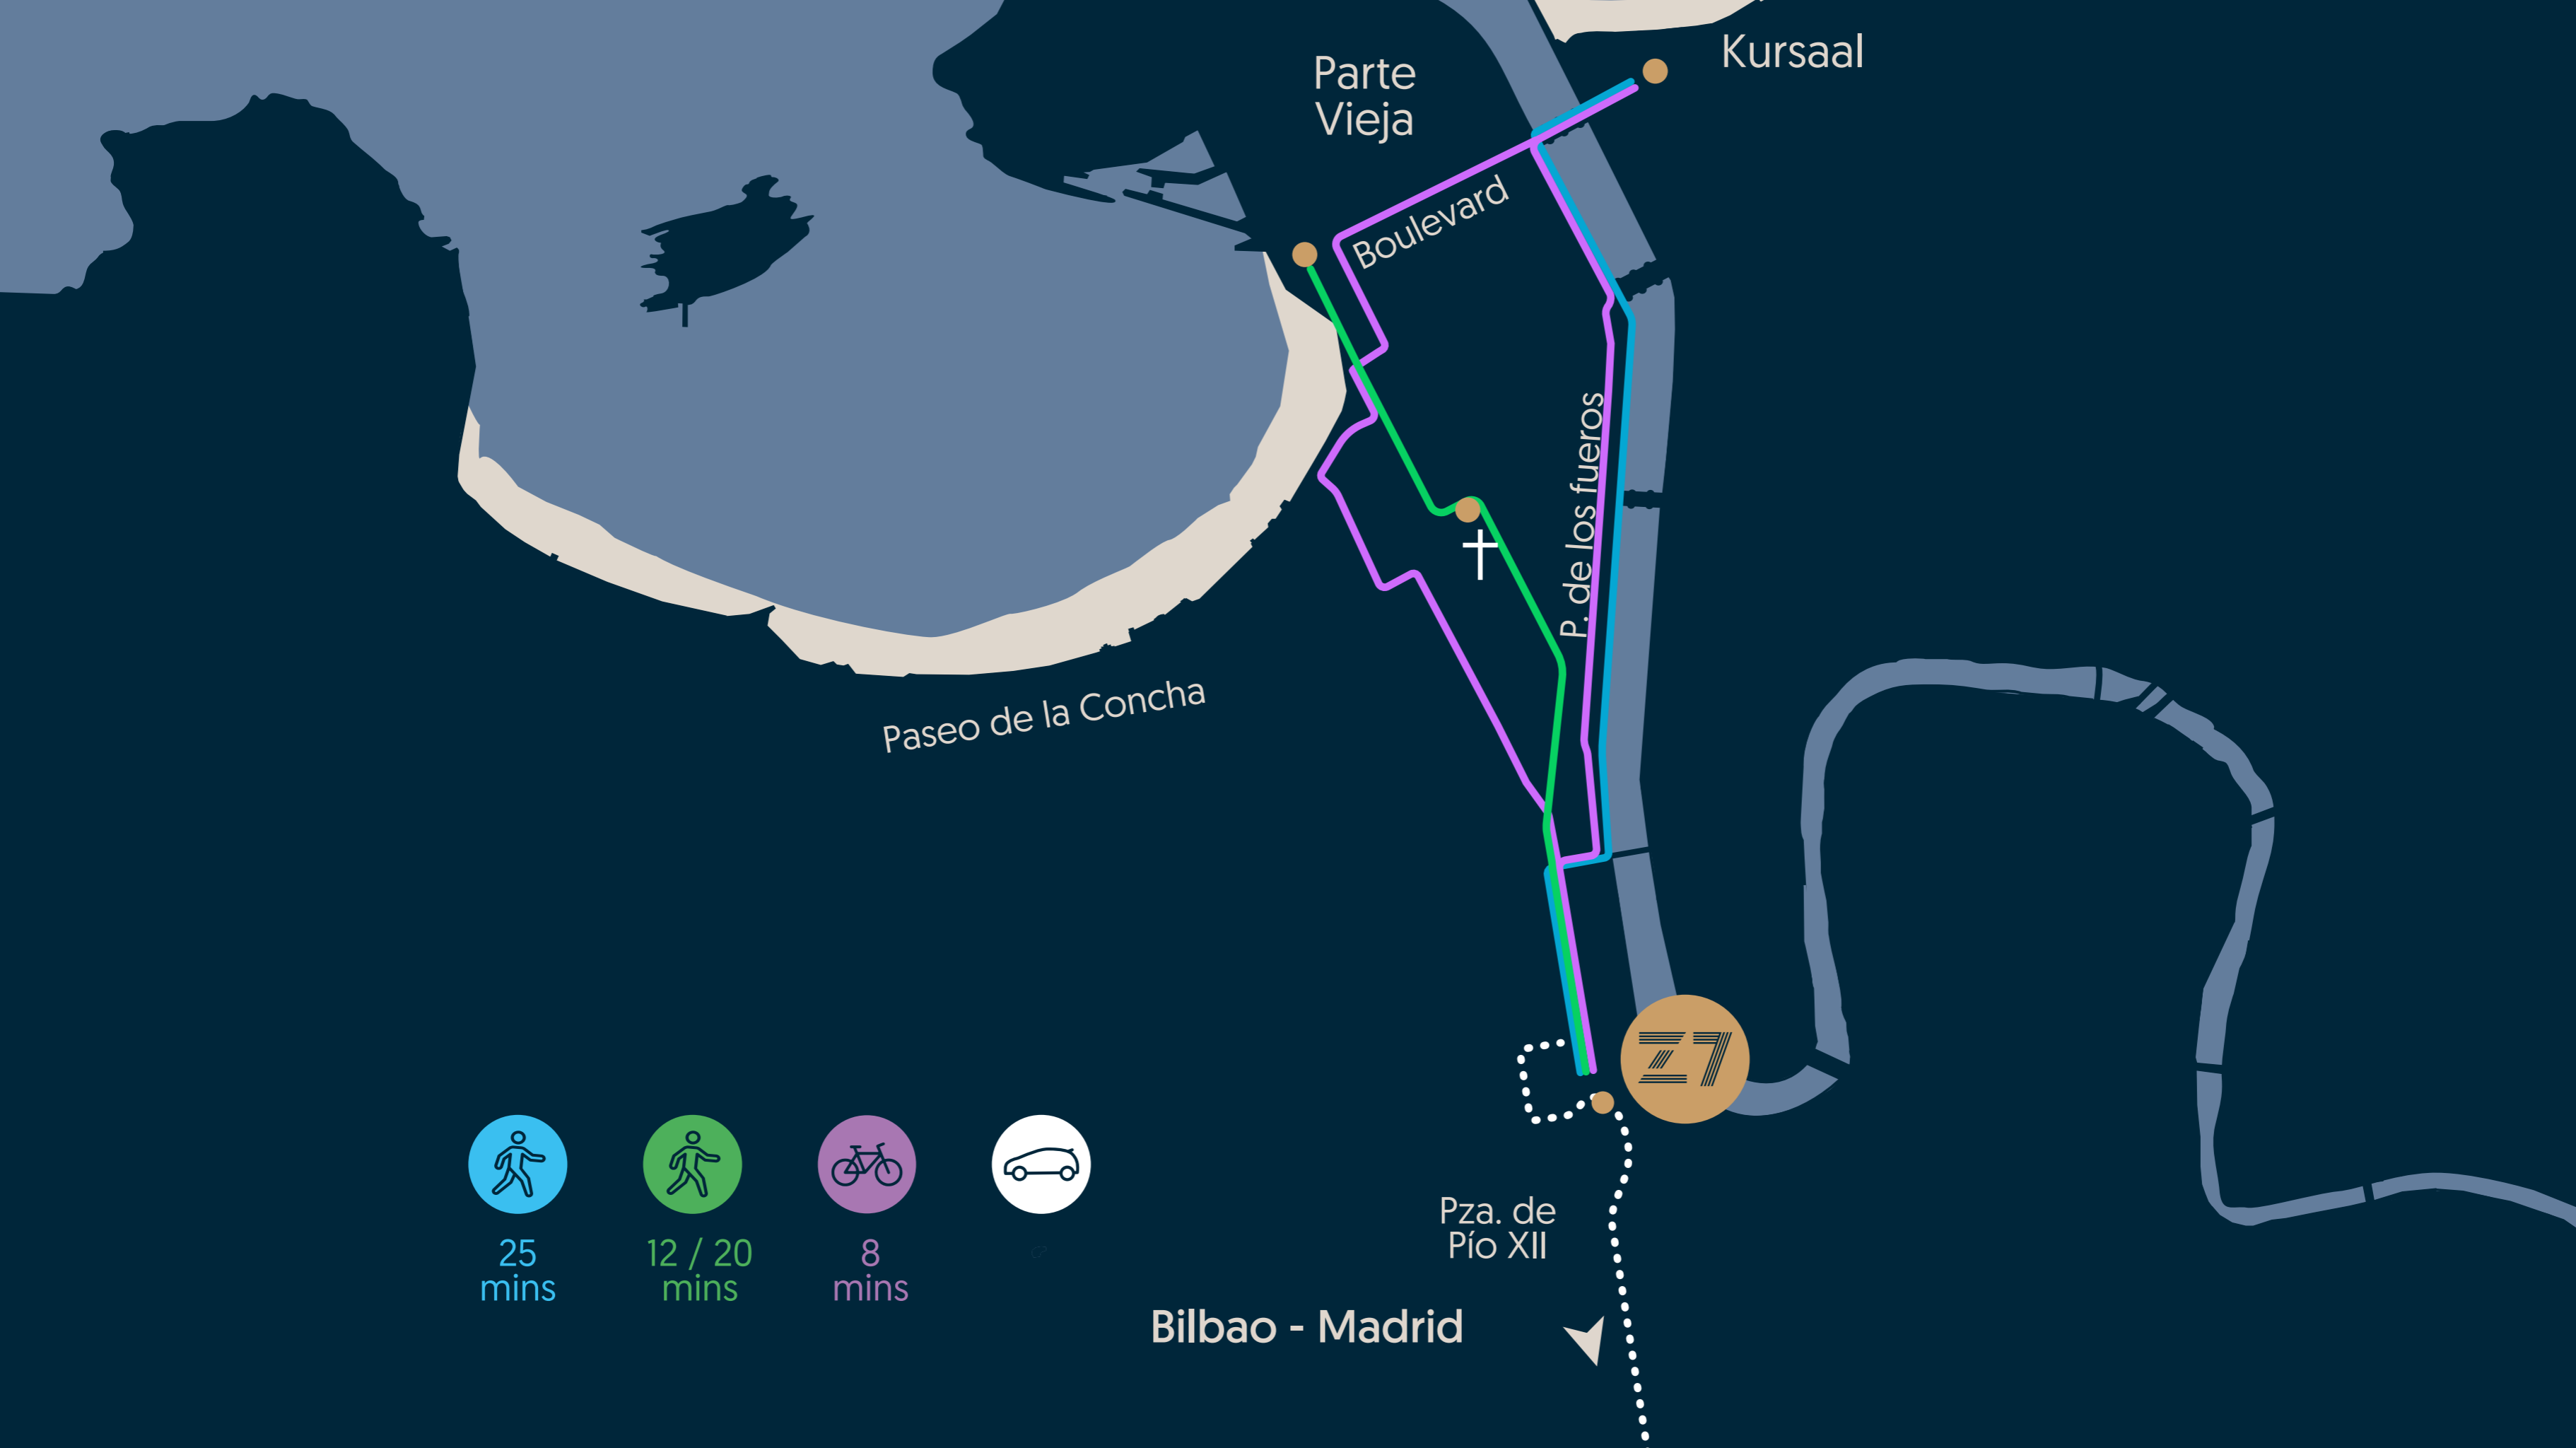 Kursaal
Parte
Vieja
Boulevard
P. de los fueros
Paseo de la Concha
Z7
25
mins
12 / 20
mins
8
mins
Pza. de
Pío XII
Bilbao - Madrid